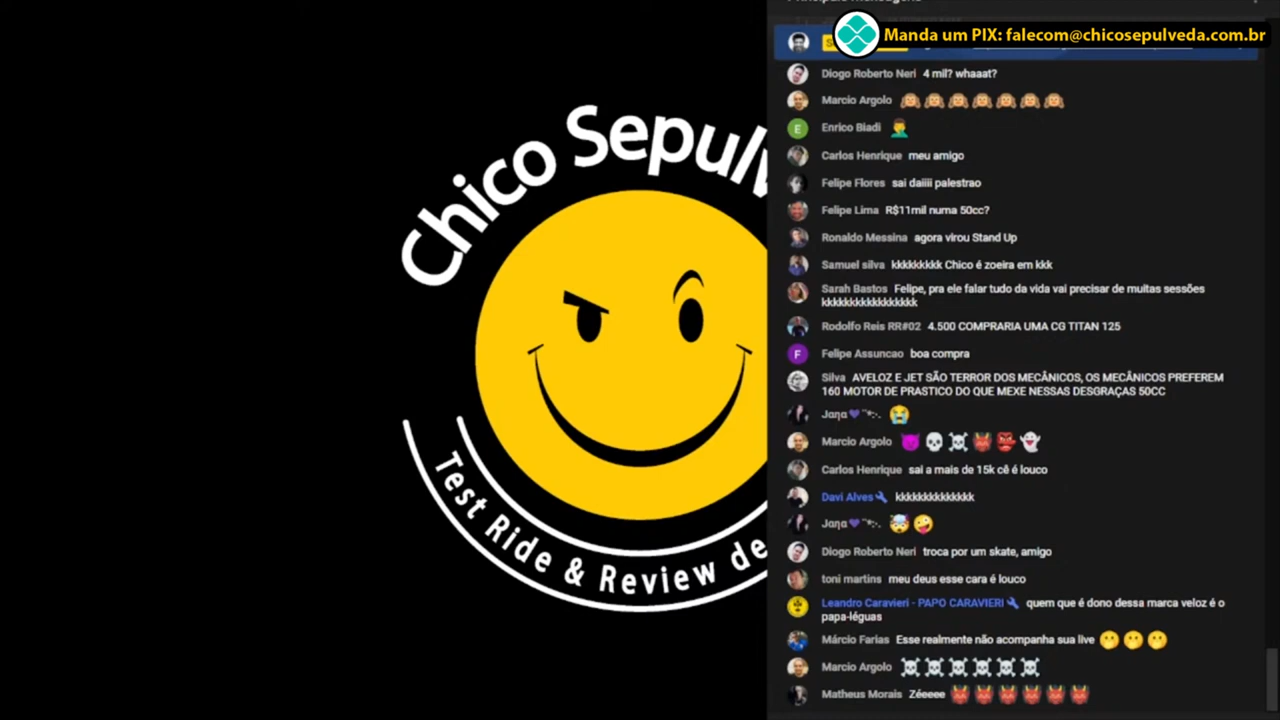 Manda um PIX: falecom@chicosepulveda.com.br
Diogo Roberto Neri 4 mil? whaaat?
Marcio Argolo 🙉🙉🙉🙉🙉🙉🙉
E Enrico Biadi 🤦‍♂️
Carlos Henrique meu amigo
Felipe Flores sai daiiii palestrao
Felipe Lima R$11mil numa 50cc?
Ronaldo Messina agora virou Stand Up
Samuel silva kkkkkkkkk Chico é zoeira em kkk
Sarah Bastos Felipe, pra ele falar tudo da vida vai precisar de muitas sessões
kkkkkkkkkkkkkkkk
Rodolfo Reis RR#02 4.500 COMPRARIA UMA CG TITAN 125
F Felipe Assuncao boa compra
Silva AVELOZ E JET SÃO TERROR DOS MECÂNICOS, OS MECÂNICOS PREFEREM
160 MOTOR DE PRASTICO DO QUE MEXE NESSAS DESGRAÇAS 50CC
Jaηα💜 😭
Marcio Argolo 😈💀☠️👹👺👻
Carlos Henrique sai a mais de 15k cê é louco
Davi Alves🔧 kkkkkkkkkkkkk
Jaηα💜 🤯🤪
Diogo Roberto Neri troca por um skate, amigo
toni martins meu deus esse cara é louco
Leandro Caravieri - PAPO CARAVIERI🔧 quem que é dono dessa marca veloz é o
papa-léguas
Márcio Farias Esse realmente não acompanha sua live 🤭🤭🤭
Marcio Argolo ☠️☠️☠️☠️☠️☠️
Matheus Morais Zéeeee 👹👹👹👹👹👹
Chico Sepulv
Test Ride & Review de